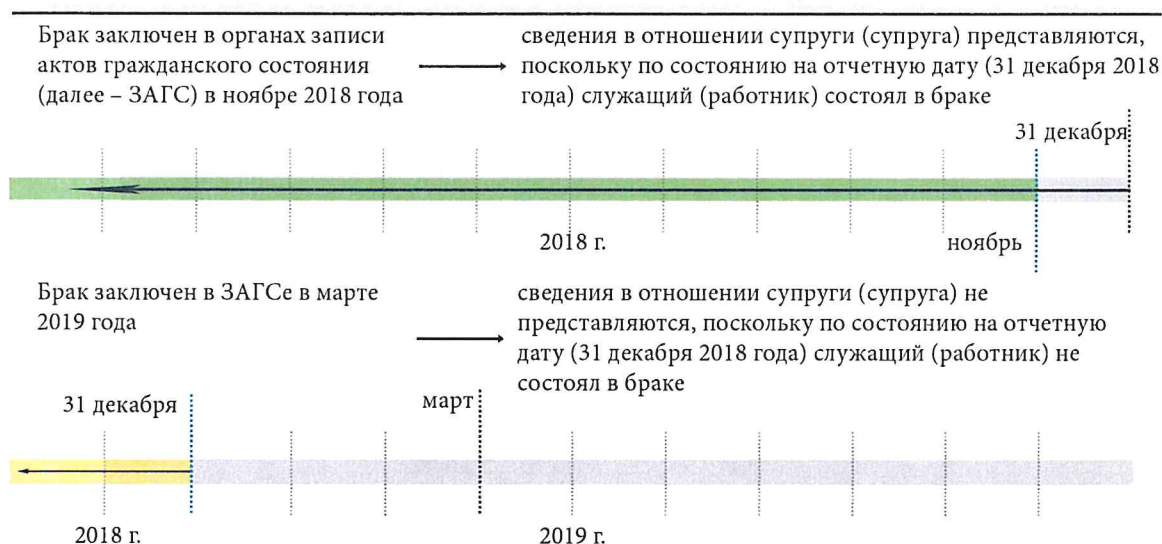 Брак заключен в органах записи
актов гражданского состояния
(далее – ЗАГС) в ноябре 2018 года
сведения в отношении супруги (супруга) представляются,
поскольку по состоянию на отчетную дату (31 декабря 2018
года) служащий (работник) состоял в браке
31 декабря
2018 г.
ноябрь
Брак заключен в ЗАГСе в марте
2019 года
сведения в отношении супруги (супруга) не
представляются, поскольку по состоянию на отчетную
дату (31 декабря 2018 года) служащий (работник) не
состоял в браке
31 декабря
март
2018 г.
2019 г.